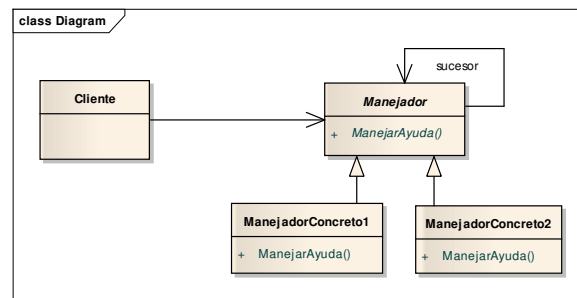 class Diagram
sucesor
Cliente
Manejador
+ ManejarAyuda()
ManejadorConcreto1
+ ManejarAyuda()
ManejadorConcreto2
+ ManejarAyuda()